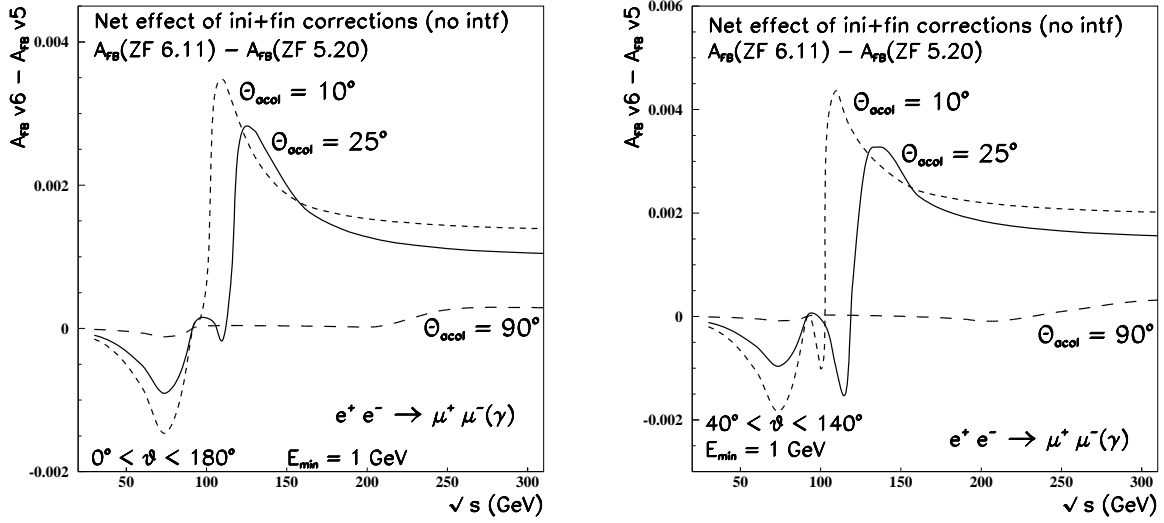 Net effect of ini+fin corrections (no intf)
A_FB(ZF 6.11) − A_FB(ZF 5.20)
A_FB v6 − A_FB v5
0.004
0.002
0
-0.002
Θ_acol = 10°
Θ_acol = 25°
Θ_acol = 90°
e⁺ e⁻ → μ⁺ μ⁻(γ)
0° < ϑ < 180° E_min = 1 GeV
50 100 150 200 250 300
√ s (GeV)
Net effect of ini+fin corrections (no intf)
A_FB(ZF 6.11) − A_FB(ZF 5.20)
A_FB v6 − A_FB v5
0.006
0.004
0.002
0
-0.002
Θ_acol = 10°
Θ_acol = 25°
Θ_acol = 90°
40° < ϑ < 140°
E_min = 1 GeV
e⁺ e⁻ → μ⁺ μ⁻(γ)
50 100 150 200 250 300
√ s (GeV)